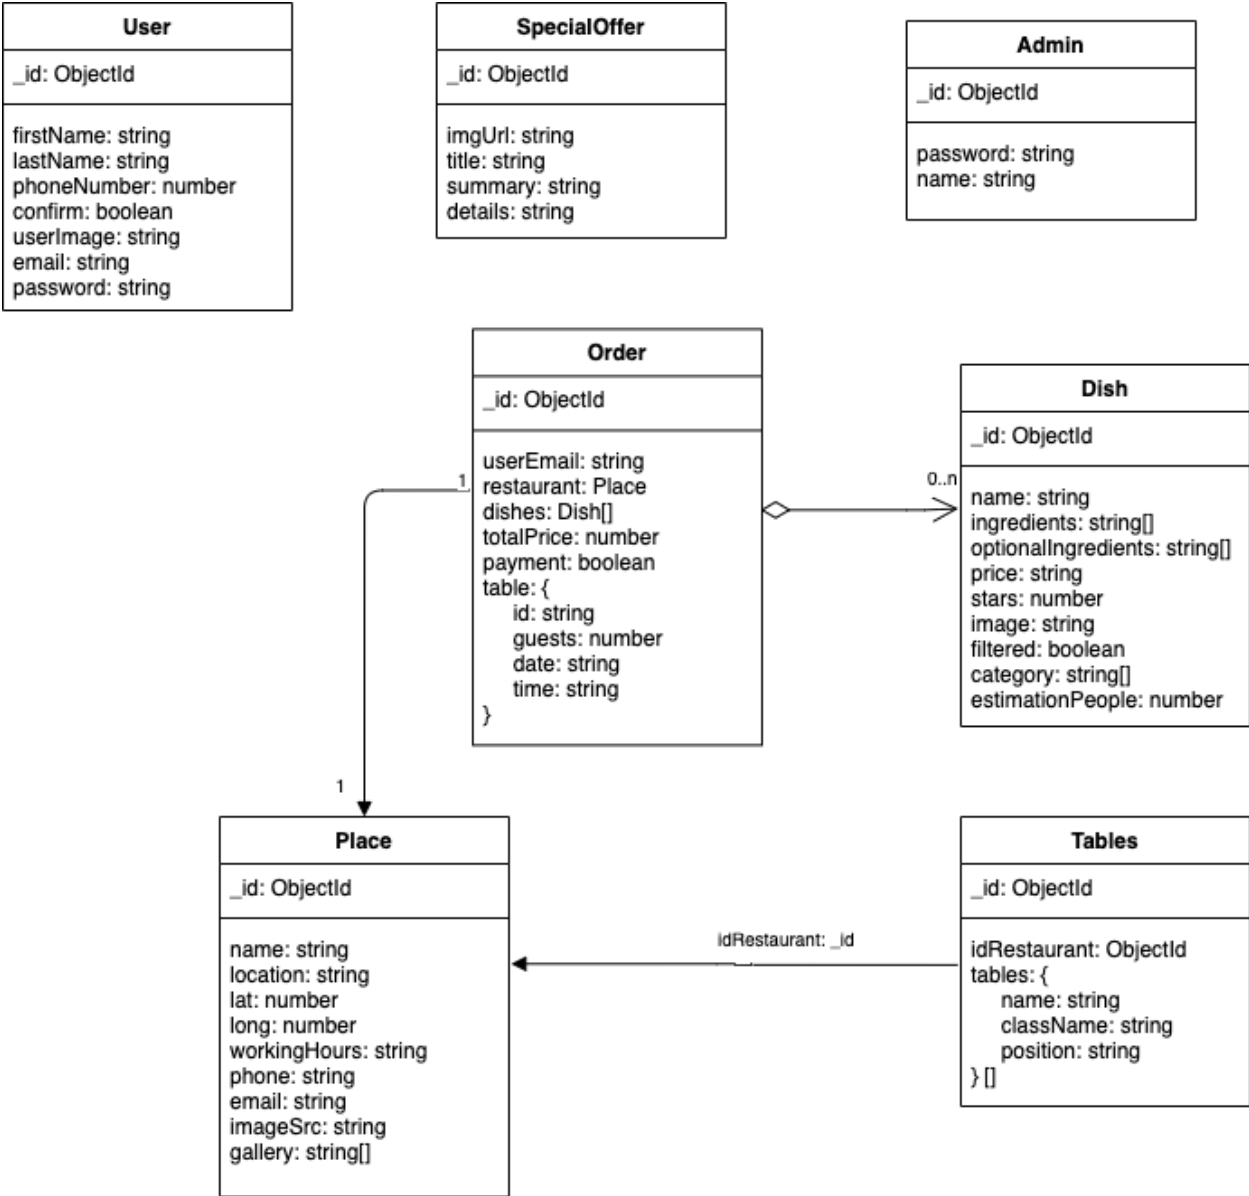 User
_id: ObjectId
firstName: string
lastName: string
phoneNumber: number
confirm: boolean
userImage: string
email: string
password: string
SpecialOffer
_id: ObjectId
imgUrl: string
title: string
summary: string
details: string
Admin
_id: ObjectId
password: string
name: string
Order
_id: ObjectId
userEmail: string
restaurant: Place
dishes: Dish[]
totalPrice: number
payment: boolean
table: {
id: string
guests: number
date: string
time: string
}
1
1
0..n
Dish
_id: ObjectId
name: string
ingredients: string[]
optionalIngredients: string[]
price: string
stars: number
image: string
filtered: boolean
category: string[]
estimationPeople: number
Place
_id: ObjectId
name: string
location: string
lat: number
long: number
workingHours: string
phone: string
email: string
imageSrc: string
gallery: string[]
idRestaurant: _id
Tables
_id: ObjectId
idRestaurant: ObjectId
tables: {
name: string
className: string
position: string
} []